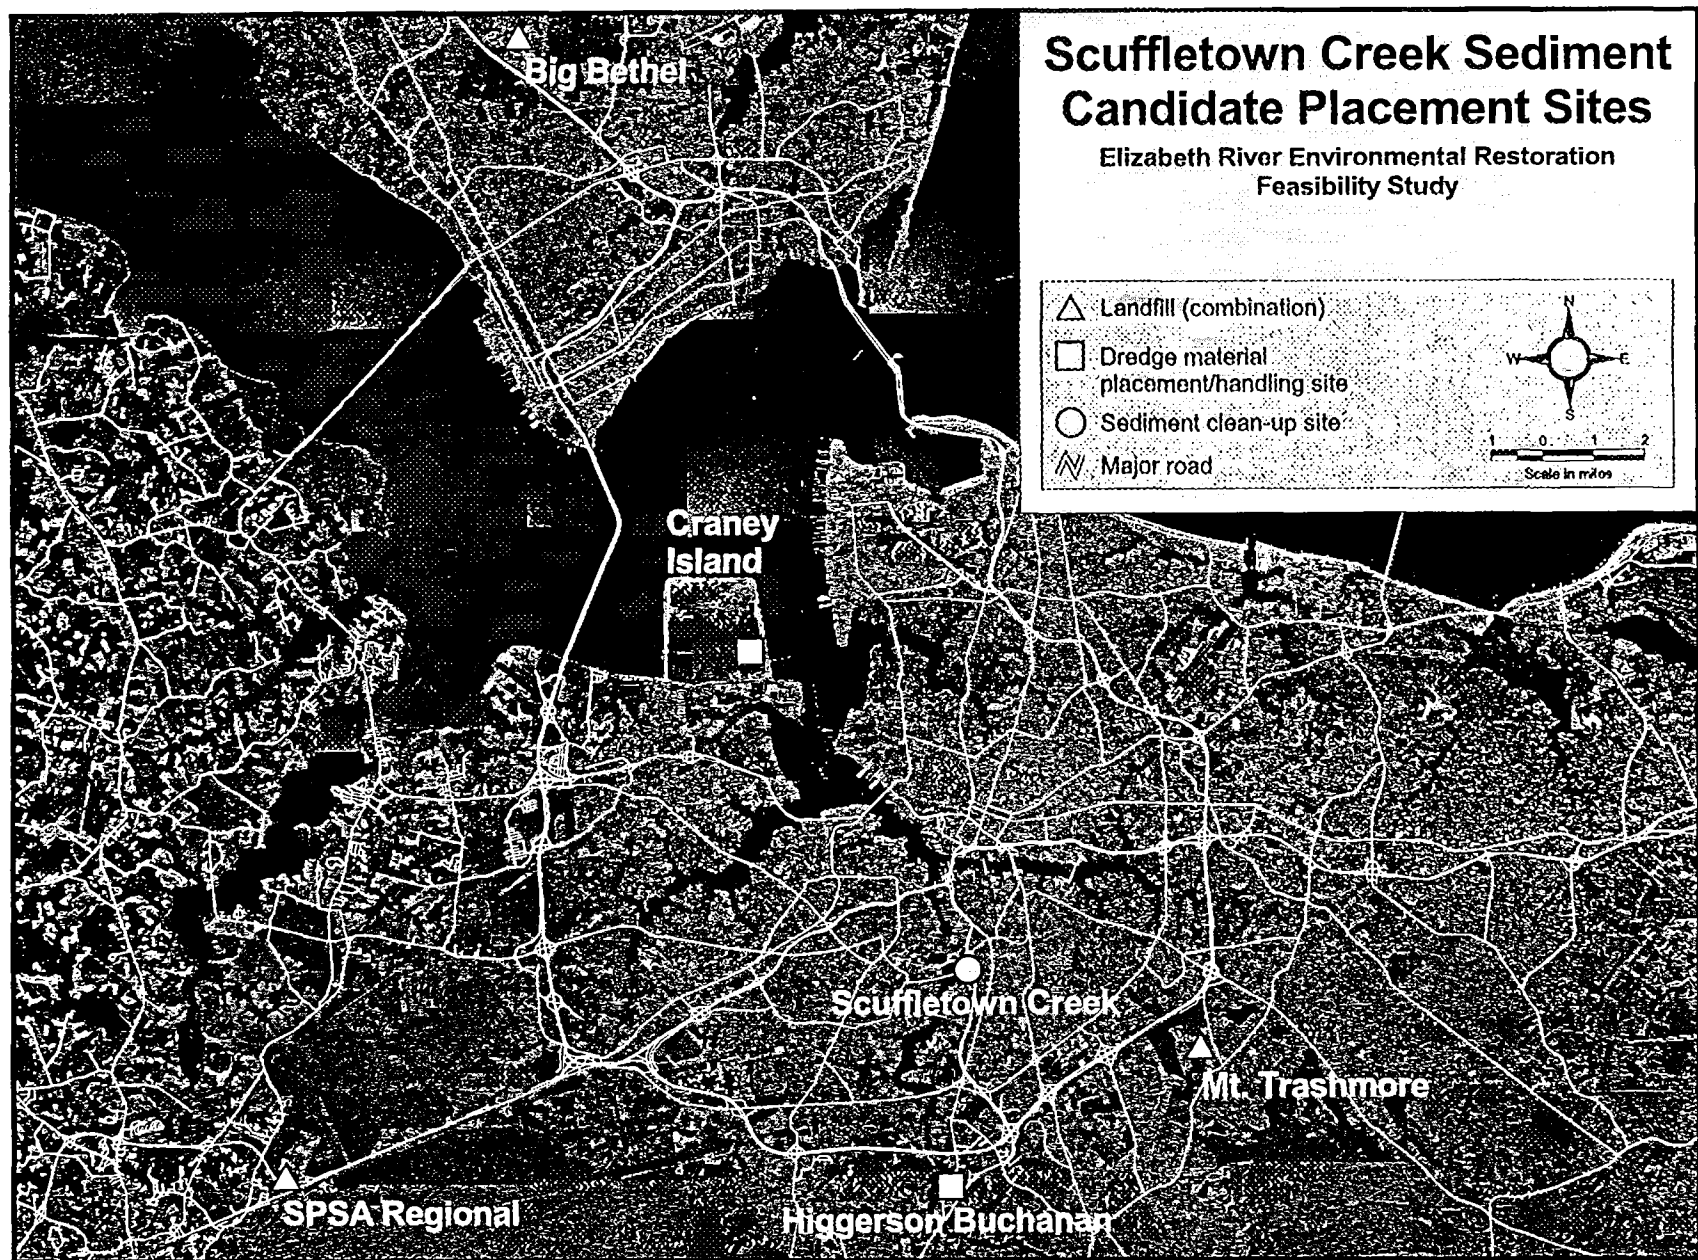 Scuffletown Creek Sediment
Candidate Placement Sites
Elizabeth River Environmental Restoration
Feasibility Study
Landfill (combination)
Dredge material
placement/handling site
Sediment clean-up site
Major road
N
W E
S
1 0 1 2
Scale in miles
Big Bethel
Craney
Island
Scuffletown Creek
Mt. Trashmore
SPSA Regional
Higgerson Buchanan